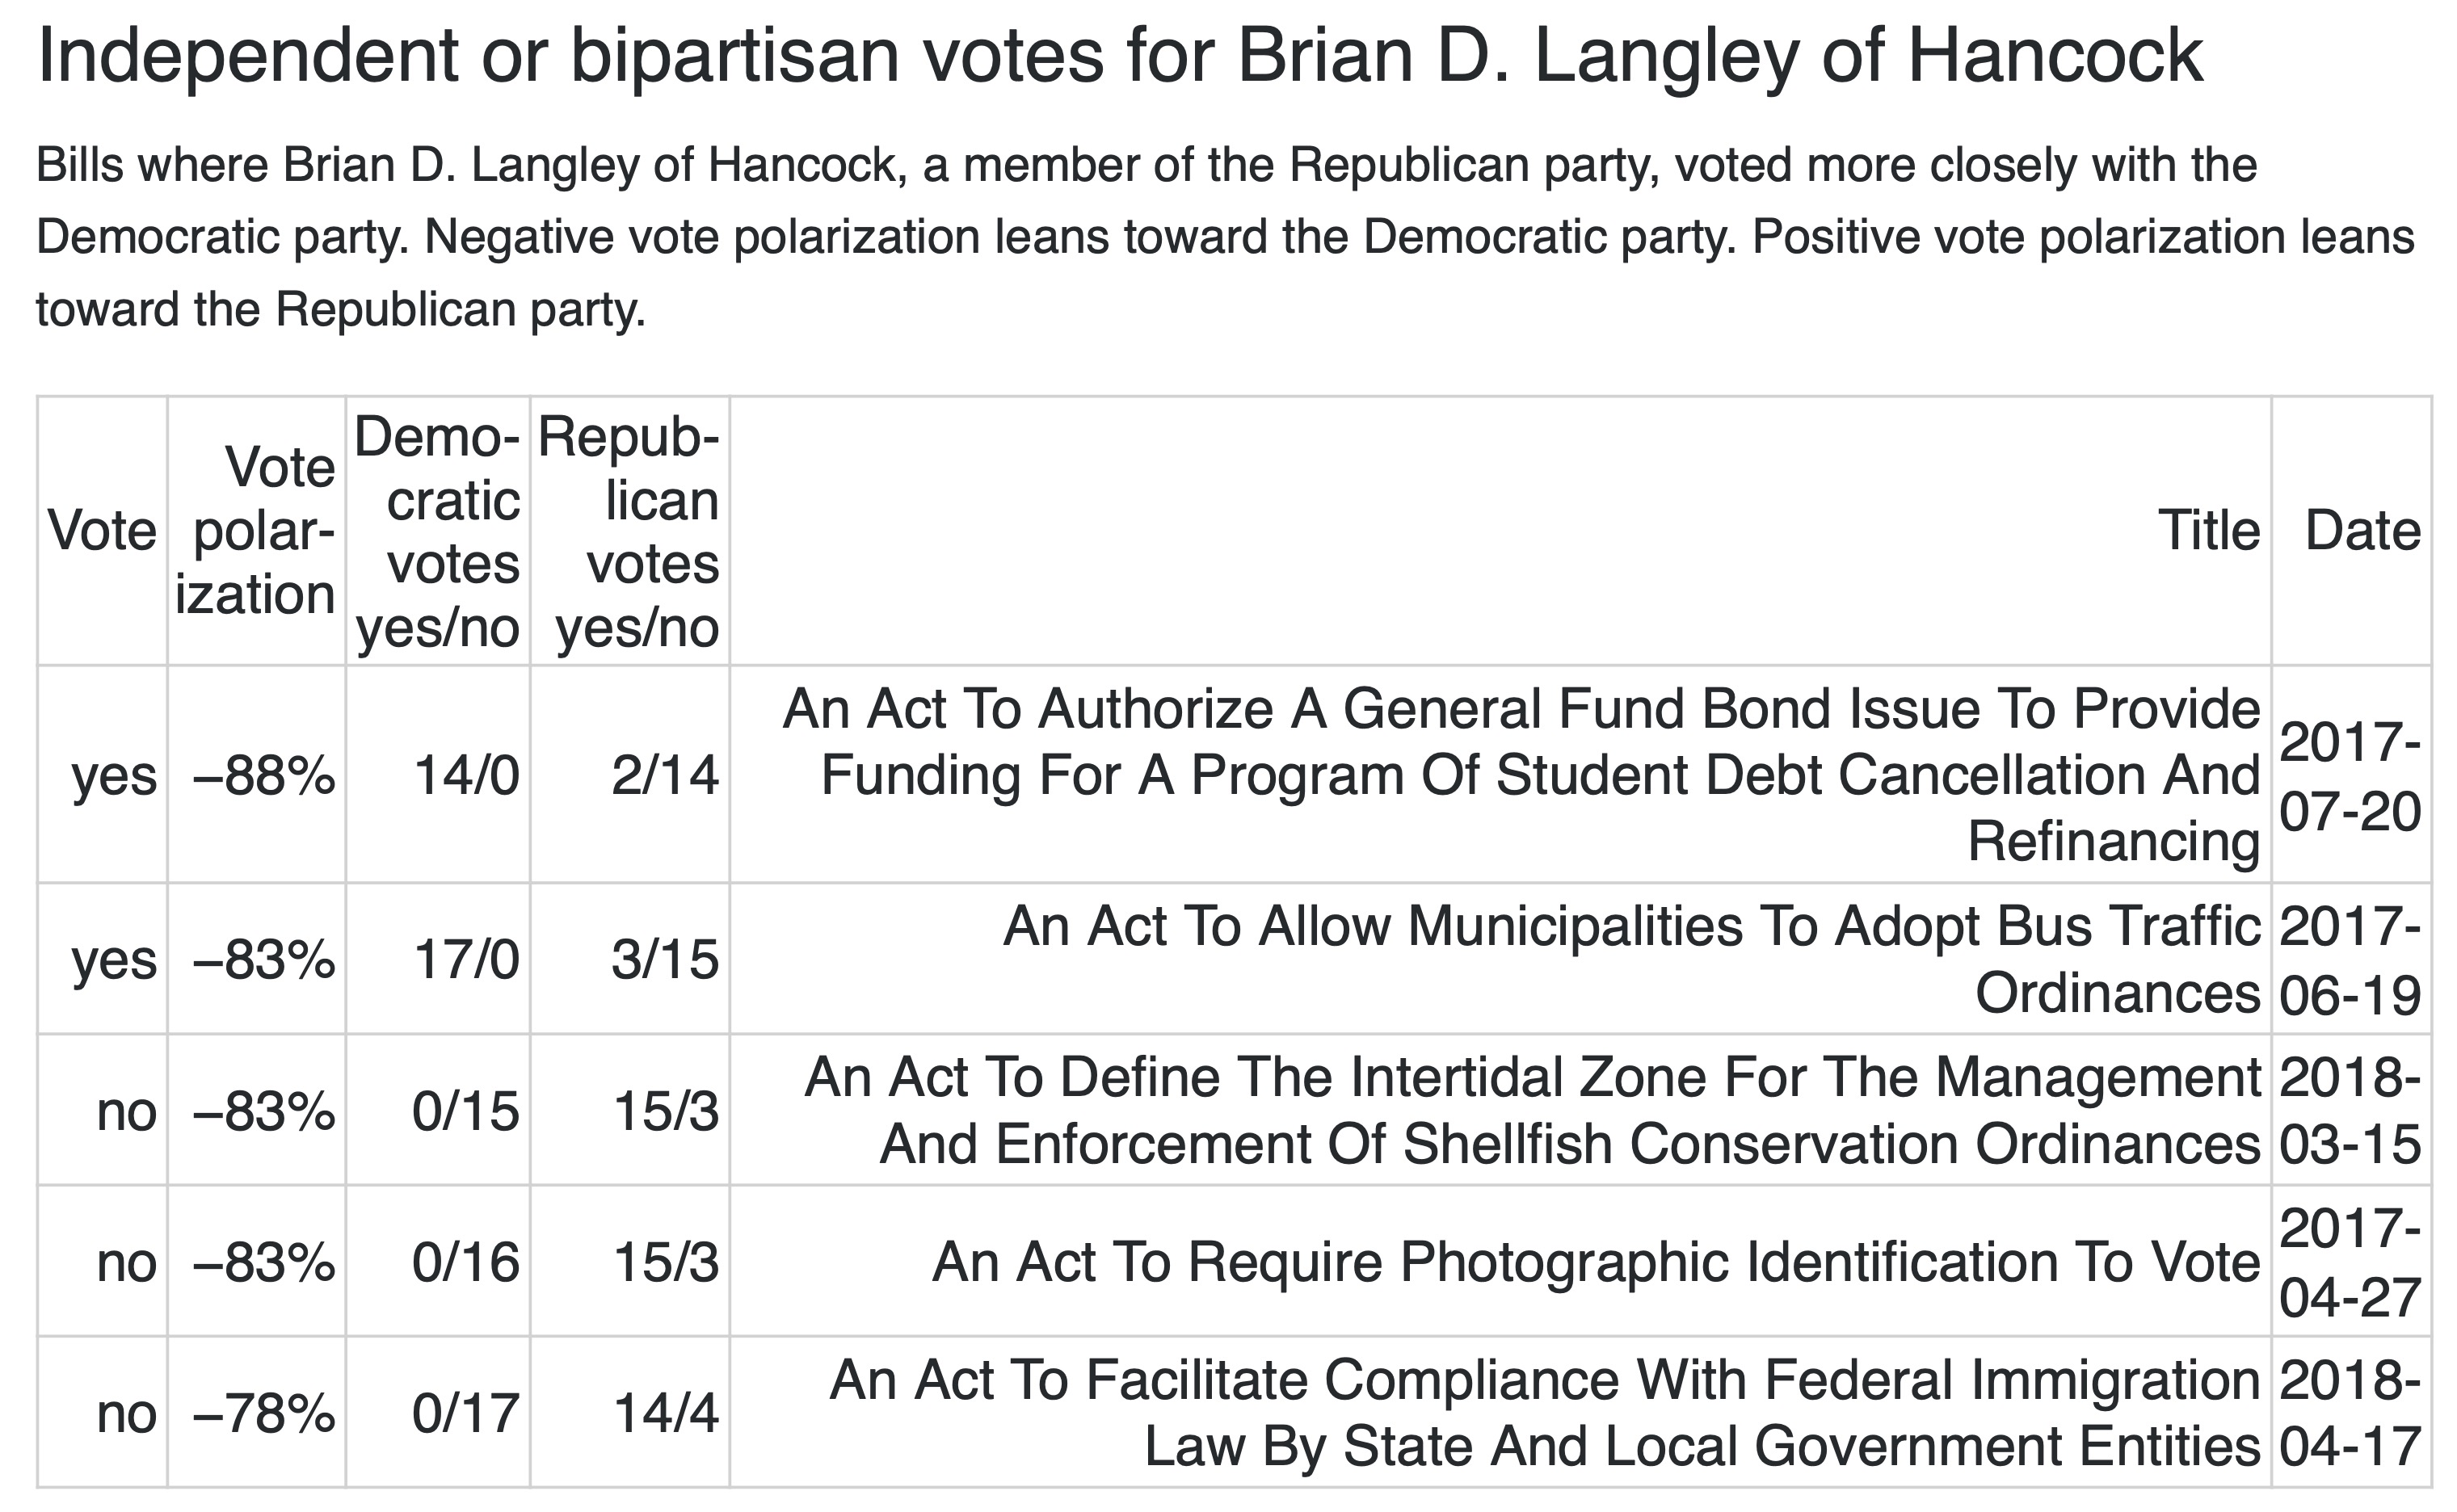 Independent or bipartisan votes for Brian D. Langley of Hancock
Bills where Brian D. Langley of Hancock, a member of the Republican party, voted more closely with the
Democratic party. Negative vote polarization leans toward the Democratic party. Positive vote polarization leans
toward the Republican party.
Vote
Vote
polar-
ization
Demo-
cratic
votes
yes/no
Repub-
lican
votes
yes/no
Title
Date
yes
–88%
14/0
2/14
An Act To Authorize A General Fund Bond Issue To Provide
Funding For A Program Of Student Debt Cancellation And
Refinancing
2017-
07-20
yes
–83%
17/0
3/15
An Act To Allow Municipalities To Adopt Bus Traffic
Ordinances
2017-
06-19
no
–83%
0/15
15/3
An Act To Define The Intertidal Zone For The Management
And Enforcement Of Shellfish Conservation Ordinances
2018-
03-15
no
–83%
0/16
15/3
An Act To Require Photographic Identification To Vote
2017-
04-27
no
–78%
0/17
14/4
An Act To Facilitate Compliance With Federal Immigration
Law By State And Local Government Entities
2018-
04-17